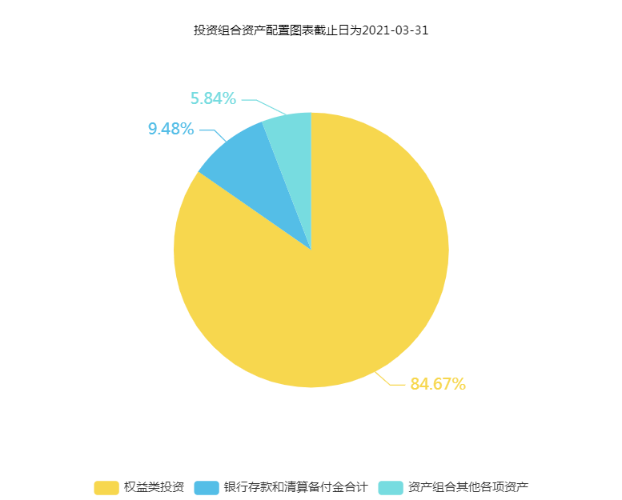 投资组合资产配置图表截止日为2021-03-31
5.84%
9.48%
84.67%
权益类投资 银行存款和清算备付金合计 资产组合其他各项资产